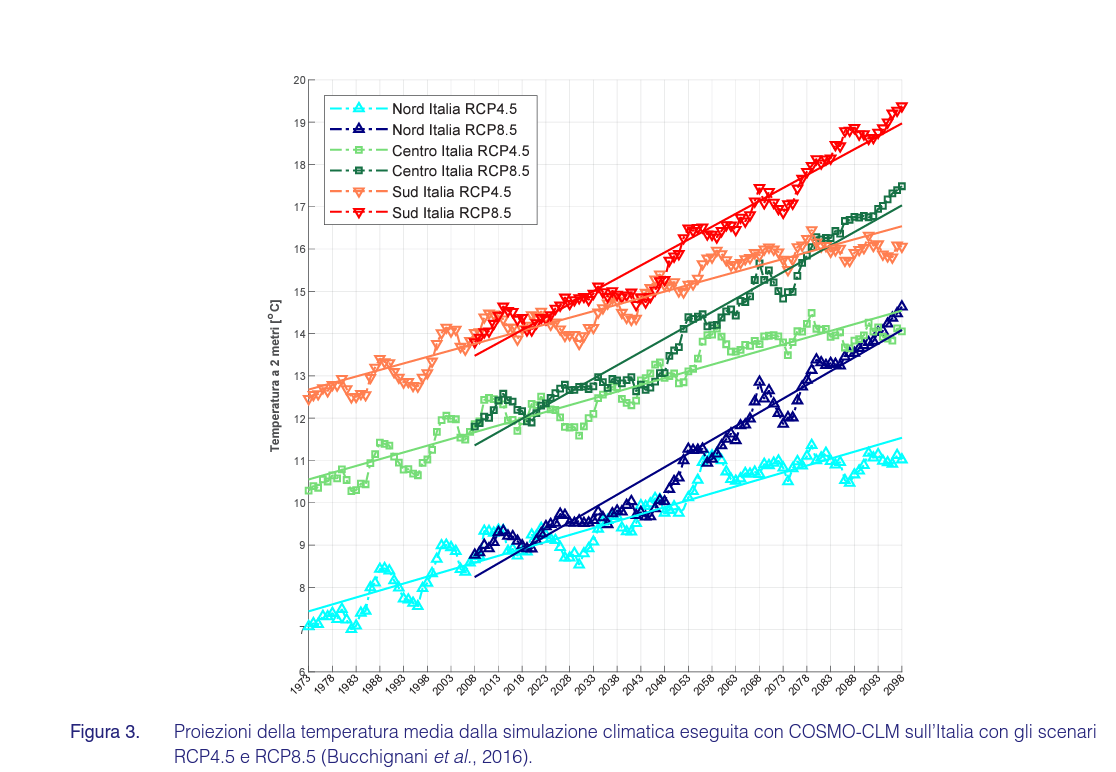 20
19
18
17
16
15
14
13
12
11
10
9
8
7
6
Temperatura a 2 metri [°C]
Nord Italia RCP4.5
Nord Italia RCP8.5
Centro Italia RCP4.5
Centro Italia RCP8.5
Sud Italia RCP4.5
Sud Italia RCP8.5
1973 1978 1983 1988 1993 1998 2003 2008 2013 2018 2023 2028 2033 2038 2043 2048 2053 2058 2063 2068 2073 2078 2083 2088 2093 2098
Figura 3. Proiezioni della temperatura media dalla simulazione climatica eseguita con COSMO-CLM sull'Italia con gli scenari
RCP4.5 e RCP8.5 (Bucchignani et al., 2016).